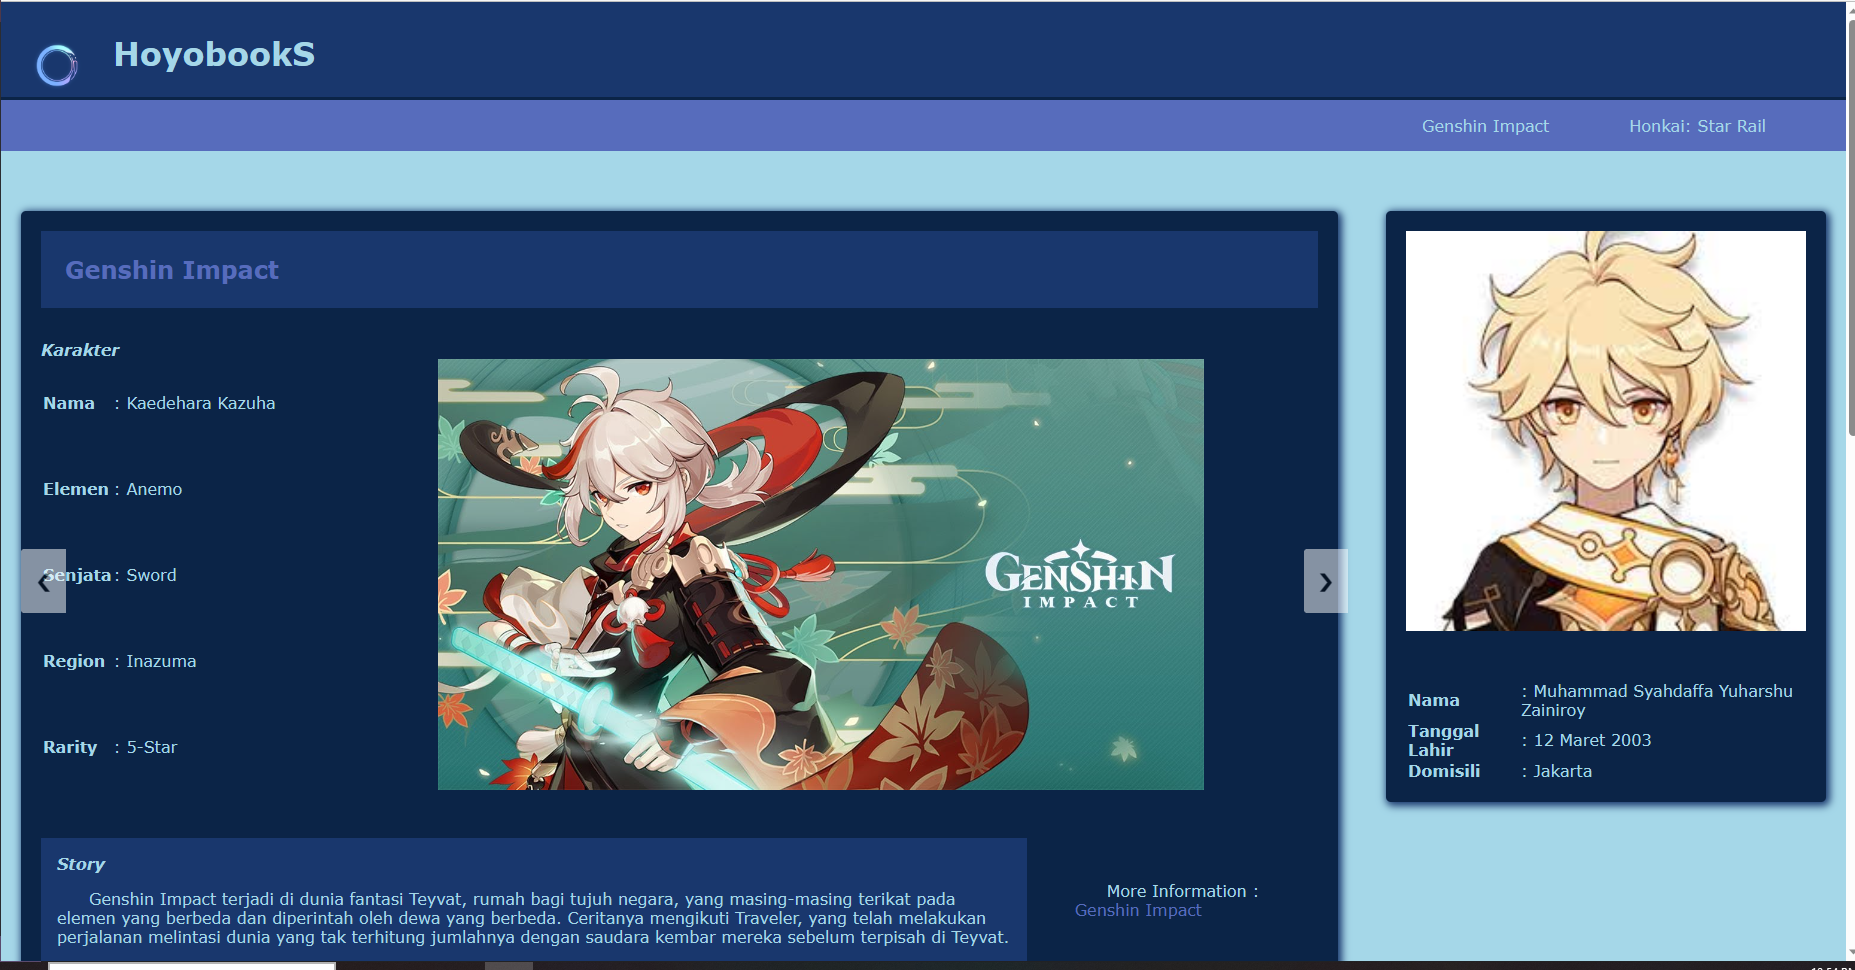 HoyobookS
Genshin Impact
Honkai: Star Rail
Genshin Impact
Karakter
Nama : Kaedehara Kazuha
Elemen : Anemo
Senjata : Sword
Region : Inazuma
Rarity : 5-Star
GENSHIN
IMPACT
❮
❯
Story
Genshin Impact terjadi di dunia fantasi Teyvat, rumah bagi tujuh negara, yang masing-masing terikat pada
elemen yang berbeda dan diperintah oleh dewa yang berbeda. Ceritanya mengikuti Traveler, yang telah melakukan
perjalanan melintasi dunia yang tak terhitung jumlahnya dengan saudara kembar mereka sebelum terpisah di Teyvat.
More Information :
Genshin Impact
Nama : Muhammad Syahdaffa Yuharshu
Zainiroy
Tanggal
Lahir : 12 Maret 2003
Domisili : Jakarta